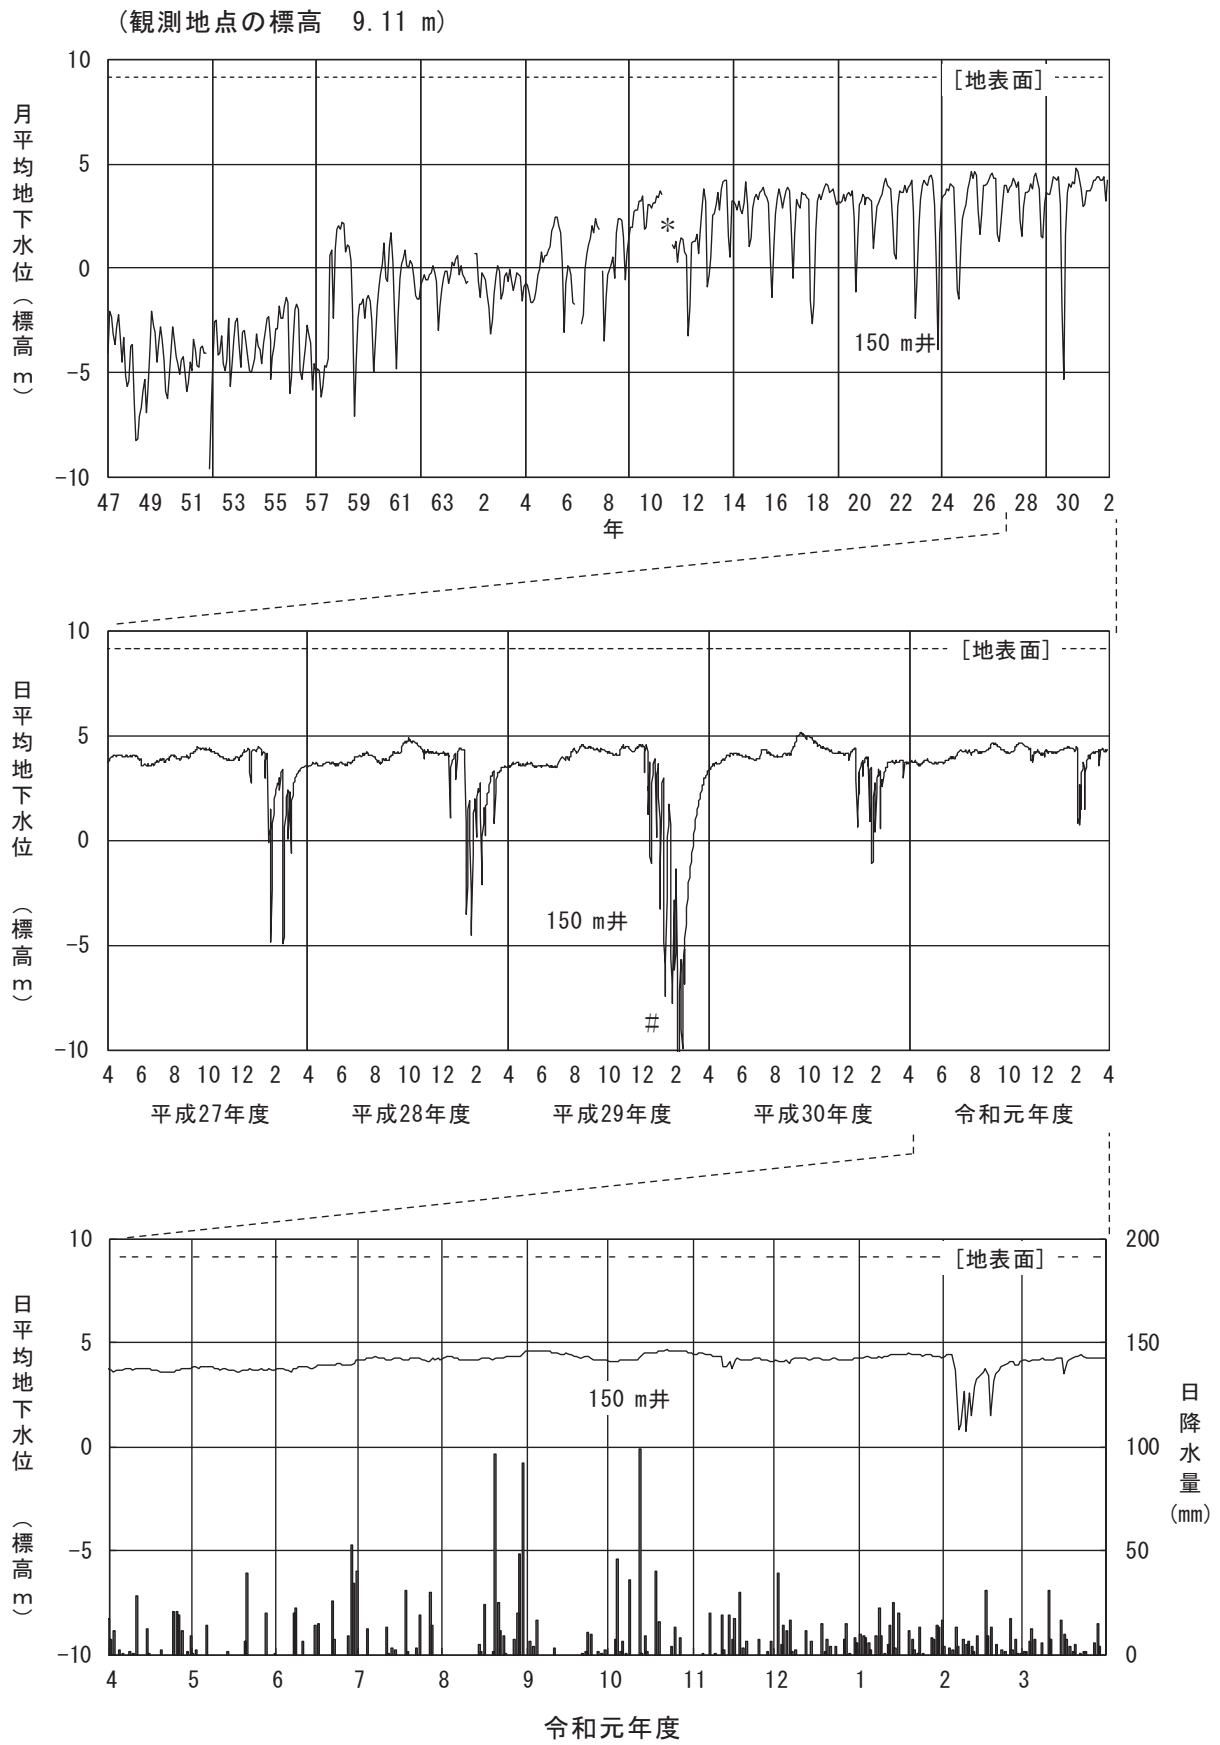 (観測地点の標高　9.11 m)
月平均地下水位（標高m）
10
5
0
−5
−10
[地表面]
＊
150 m井
47 49 51 53 55 57 59 61 63 2 4 6 8 10 12 14 16 18 20 22 24 26 28 30 2
年
日平均地下水位（標高m）
10
5
0
−5
−10
[地表面]
150 m井
#
4 6 8 10 12 2 4 6 8 10 12 2 4 6 8 10 12 2 4 6 8 10 12 2 4 6 8 10 12 2 4
平成27年度 平成28年度 平成29年度 平成30年度 令和元年度
日平均地下水位（標高m）
10
5
0
−5
−10
[地表面]
150 m井
200
150
100
50
0
日降水量(mm)
4 5 6 7 8 9 10 11 12 1 2 3
令和元年度